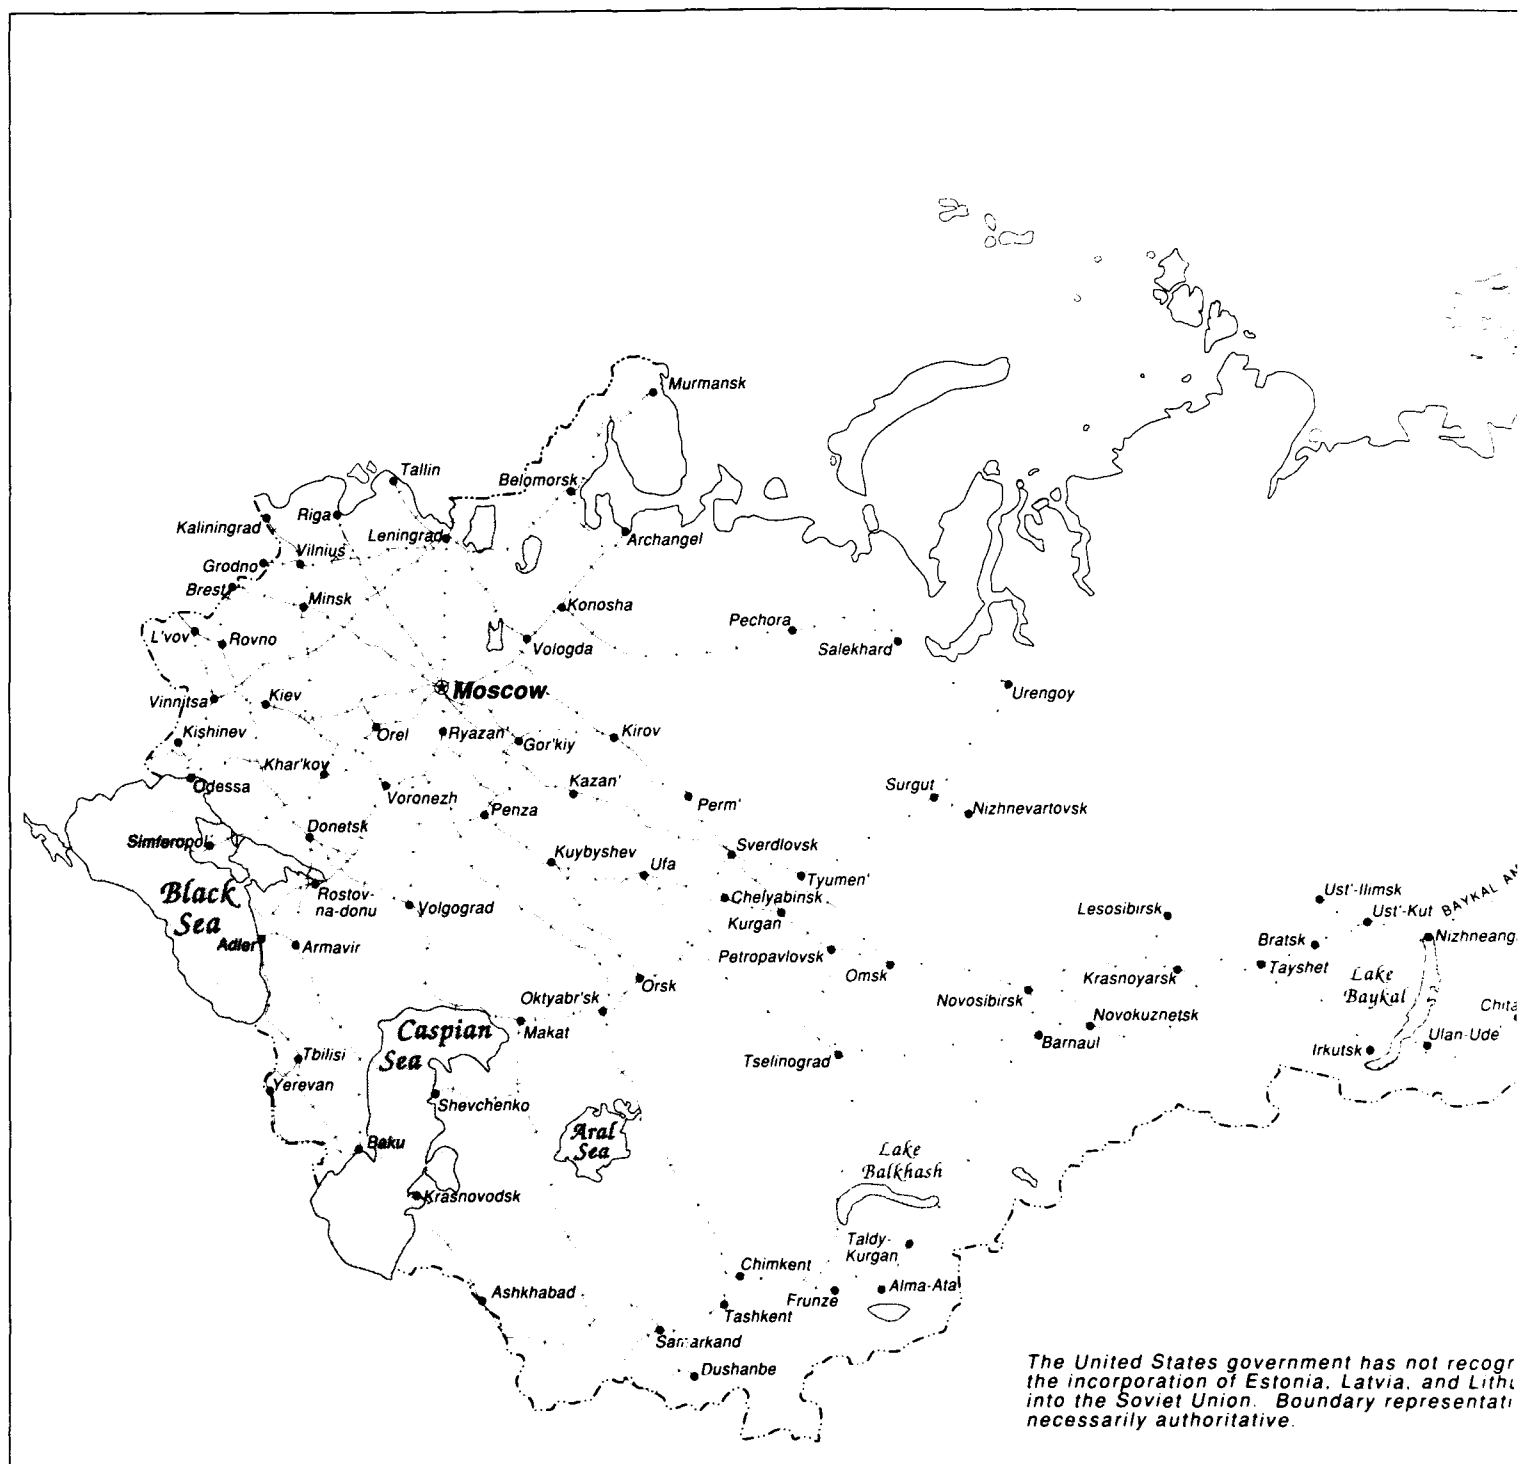 Murmansk
Tallin
Belomorsk
Kaliningrad
Riga
Leningrad
Archangel
Vilnius
Grodno
Brest
Minsk
Konosha
Pechora
L'vov
Rovno
Vologda
Salekhard
Moscow
Urengoy
Vinnitsa
Kiev
Kishinev
Orel
Ryazan'
Gor'kiy
Kirov
Khar'kov
Odessa
Voronezh
Kazan'
Penza
Perm'
Surgut
Nizhnevartovsk
Donetsk
Simferopol
Sverdlovsk
Kuybyshev
Ufa
Tyumen'
Black
Sea
Rostov-
na-donu
Volgograd
Chelyabinsk
Kurgan
Lesosibirsk
Ust'-Ilimsk
Ust'-Kut
BAYKAL
Adler
Armavir
Petropavlovsk
Omsk
Bratsk
Tayshet
Nizhneang
Krasnoyarsk
Lake
Baykal
Orsk
Oktyabr'sk
Makat
Novosibirsk
Novokuznetsk
Barnaul
Chita
Caspian
Sea
Tbilisi
Yerevan
Tselinograd
Irkutsk
Ulan-Ude
Shevchenko
Aral
Sea
Baku
Lake
Balkhash
Krasnovodsk
Taldy-
Kurgan
Chimkent
Ashkhabad
Frunze
Alma-Ata
Tashkent
Samarkand
Dushanbe
The United States government has not recogr
the incorporation of Estonia, Latvia, and Lithu
into the Soviet Union. Boundary representati
necessarily authoritative.